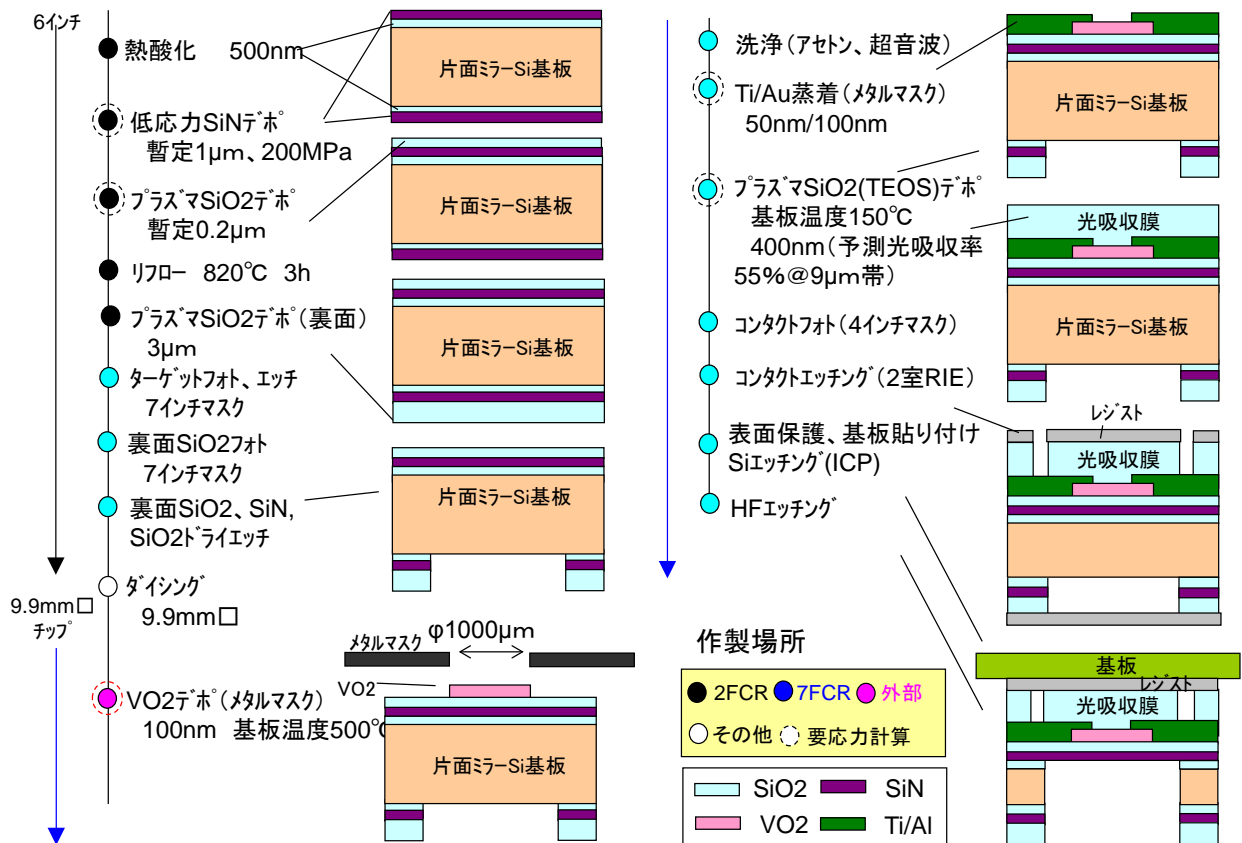 6インチ
熱酸化 500nm
低応力SiNデポ
暫定1μm、200MPa
プラズマSiO2デポ
暫定0.2μm
リフロー 820℃ 3h
プラズマSiO2デポ(裏面)
3μm
ターゲットフォト、エッチ
7インチマスク
裏面SiO2フォト
7インチマスク
裏面SiO2、SiN,
SiO2ドライエッチ
ダイシング
9.9mm□
9.9mm□
チップ
VO2デポ(メタルマスク)
100nm 基板温度500℃
片面ミラーSi基板
片面ミラーSi基板
片面ミラーSi基板
片面ミラーSi基板
メタルマスク
φ1000μm
VO2
片面ミラーSi基板
洗浄(アセトン、超音波)
Ti/Au蒸着(メタルマスク)
50nm/100nm
プラズマSiO2(TEOS)デポ
基板温度150℃
400nm(予測光吸収率
55%@9μm帯)
コンタクトフォト(4インチマスク)
コンタクトエッチング(2室RIE)
表面保護、基板貼り付け
Siエッチング(ICP)
HFエッチング
片面ミラーSi基板
光吸収膜
片面ミラーSi基板
レジスト
光吸収膜
基板
レジスト
光吸収膜
作製場所
2FCR 7FCR 外部
その他 要応力計算
SiO2 SiN
VO2 Ti/Al